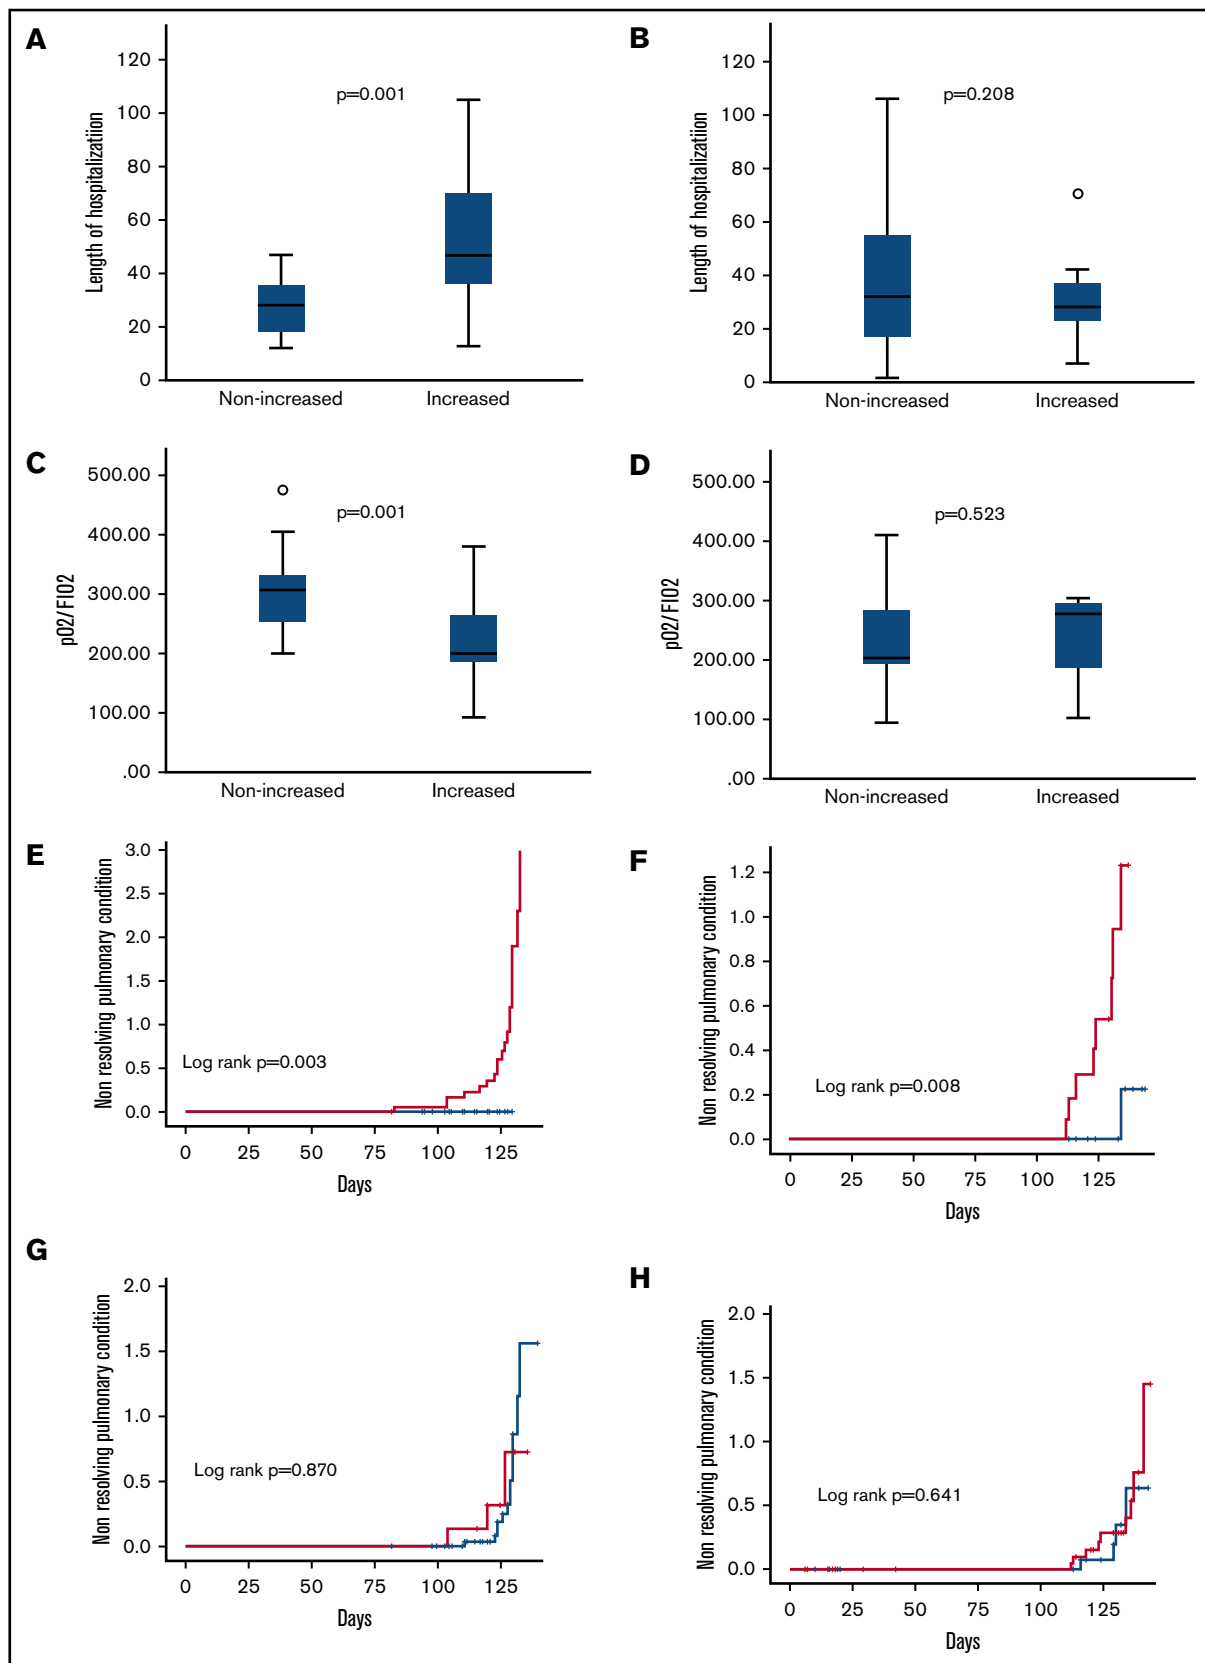 A
120
100
80
60
40
20
0
Length of hospitalizatiion
p=0.001
Non-increased
Increased
B
120
100
80
60
40
20
0
Length of hospitalizatiion
p=0.208
Non-increased
Increased
C
500.00
400.00
300.00
200.00
100.00
.00
pO2/FIO2
p=0.001
Non-increased
Increased
D
500.00
400.00
300.00
200.00
100.00
.00
pO2/FIO2
p=0.523
Non-increased
Increased
E
3.0
2.5
2.0
1.5
1.0
0.5
0.0
Non resolving pulmonary condition
Log rank p=0.003
0 25 50 75 100 125
Days
F
1.2
1.0
0.8
0.6
0.4
0.2
0.0
Non resolving pulmonary condition
Log rank p=0.008
0 25 50 75 100 125
Days
G
2.0
1.5
1.0
0.5
0.0
Non resolving pulmonary condition
Log rank p=0.870
0 25 50 75 100 125
Days
H
2.0
1.5
1.0
0.5
0.0
Non resolving pulmonary condition
Log rank p=0.641
0 25 50 75 100 125
Days